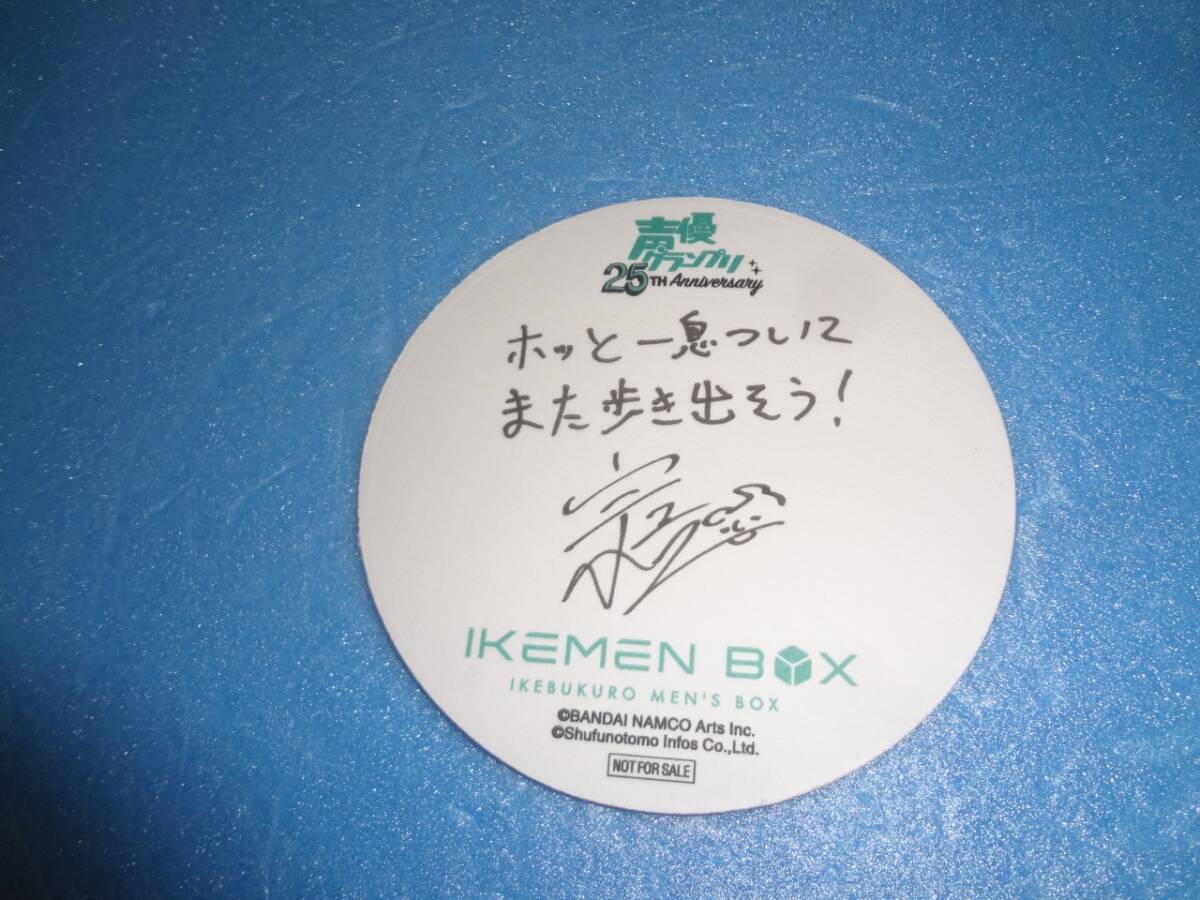 声優
グランプリ
25TH Anniversary
ホッと一息ついて
また歩き出そう!
IKEMEN BOX
IKEBUKURO MEN'S BOX
©BANDAI NAMCO Arts Inc.
©Shufunotomo Infos Co.,Ltd.
NOT FOR SALE